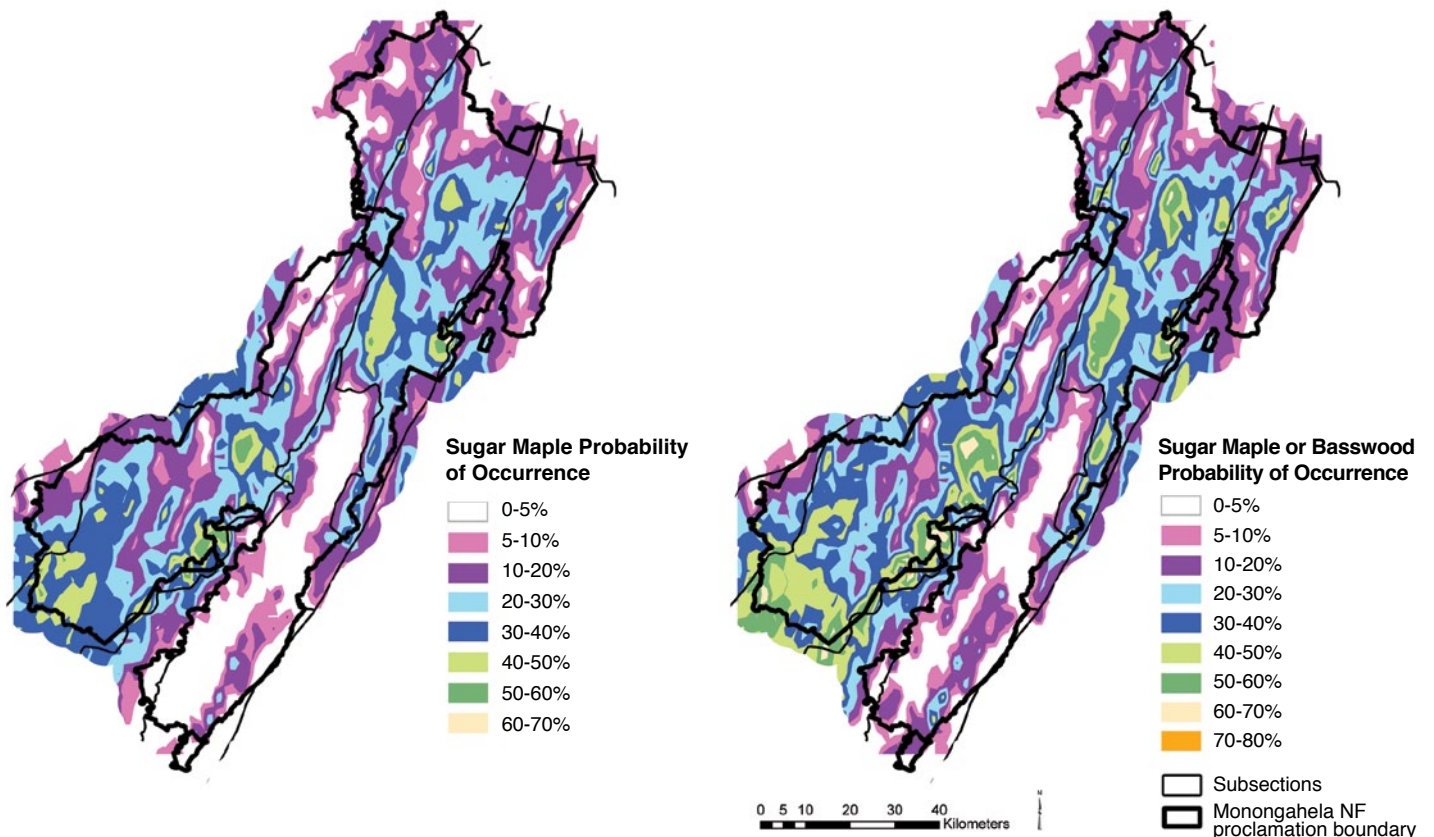 Sugar Maple Probability
of Occurrence
0-5%
5-10%
10-20%
20-30%
30-40%
40-50%
50-60%
60-70%
Sugar Maple or Basswood
Probability of Occurrence
0-5%
5-10%
10-20%
20-30%
30-40%
40-50%
50-60%
60-70%
70-80%
Subsections
Monongahela NF
proclamation boundary
0 5 10 20 30 40
Kilometers
N